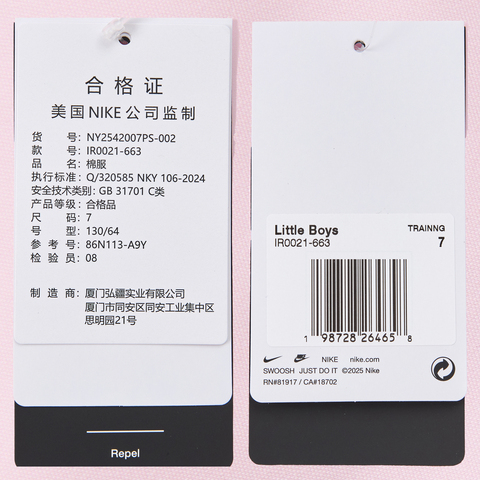 合格证
美国NIKE公司监制
货 号: NY2542007PS-002
款 号: IR0021-663
品 名: 棉服
执行标准: Q/320585 NKY 106-2024
安全技术类别: GB 31701 C类
产品等级: 合格品
尺 码: 7
号 型: 130/64
参 考 号: 86N113-A9Y
检 验 员: 08
制 造 商: 厦门弘疆实业有限公司
厦门市同安区同安工业集中区
思明园21号
Repel
Little Boys TRAINNG
IR0021-663 7
1 98728 26465 8
NIKE nike.com
SWOOSH JUST DO IT ©2025 Nike
RN#81917 / CA#18702